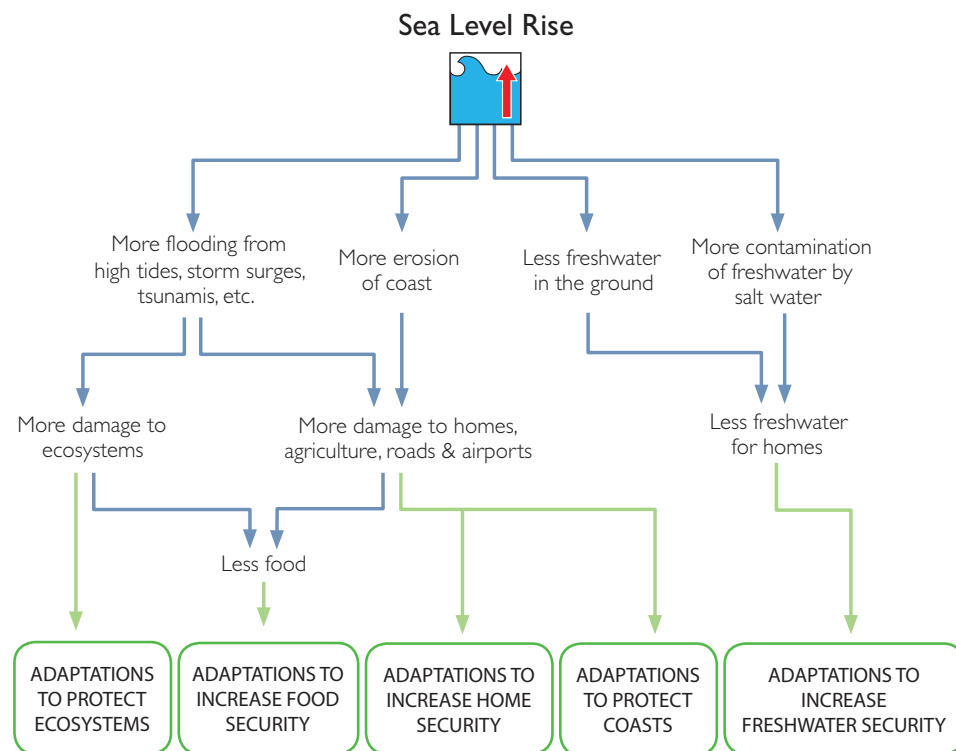 Sea Level Rise
More flooding from
high tides, storm surges,
tsunamis, etc.
More erosion
of coast
Less freshwater
in the ground
More contamination
of freshwater by
salt water
More damage to
ecosystems
More damage to homes,
agriculture, roads & airports
Less freshwater
for homes
Less food
ADAPTATIONS
TO PROTECT
ECOSYSTEMS
ADAPTATIONS TO
INCREASE FOOD
SECURITY
ADAPTATIONS TO
INCREASE HOME
SECURITY
ADAPTATIONS
TO PROTECT
COASTS
ADAPTATIONS TO
INCREASE
FRESHWATER SECURITY